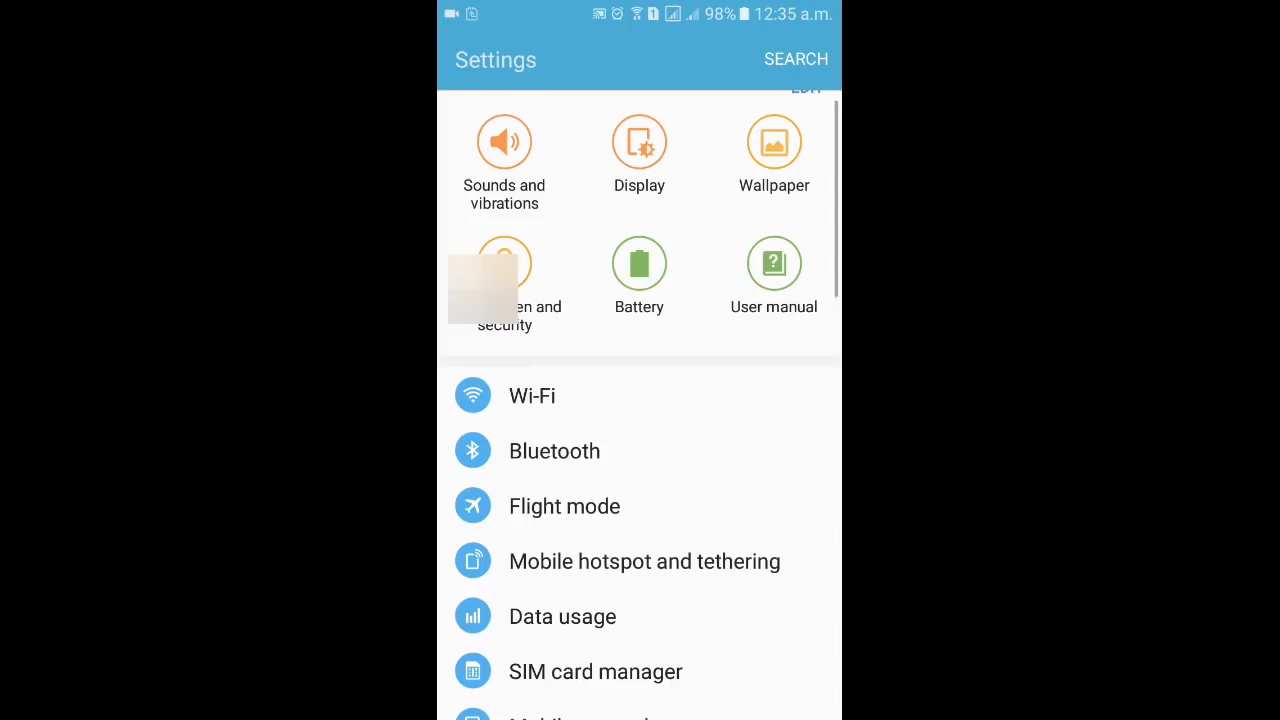 98% 12:35 a.m.
Settings
SEARCH
Sounds and
vibrations
Display
Wallpaper
and
security
Battery
User manual
Wi-Fi
Bluetooth
Flight mode
Mobile hotspot and tethering
Data usage
SIM card manager